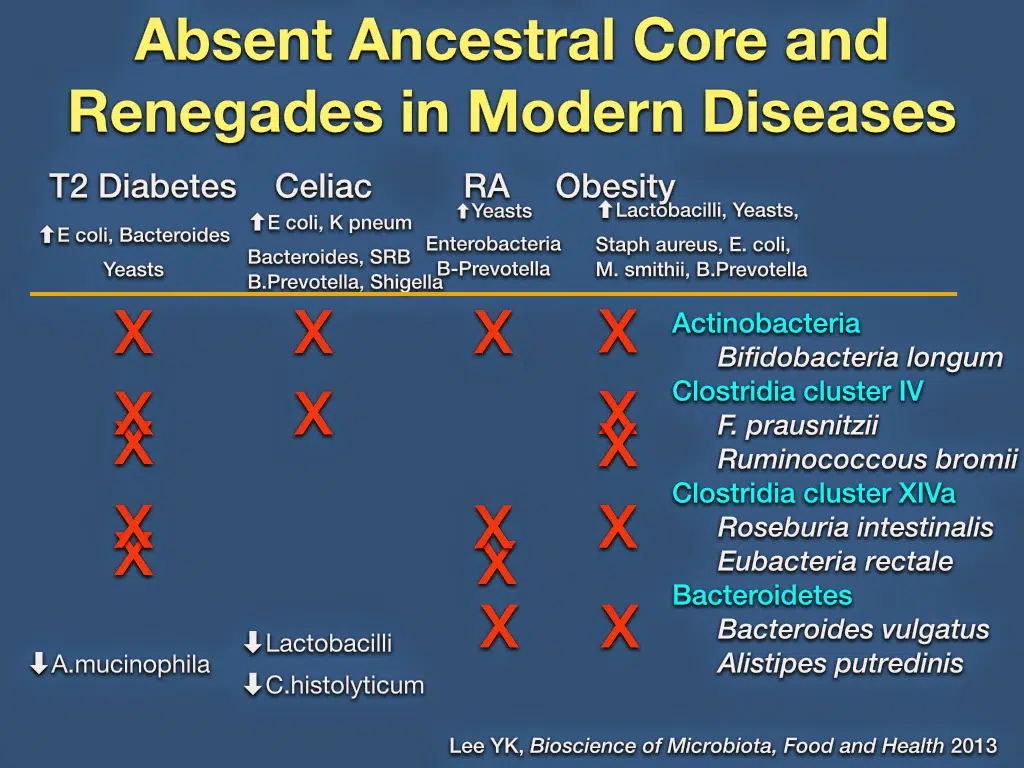 Absent Ancestral Core and
Renegades in Modern Diseases
T2 Diabetes Celiac RA Obesity
⬆E coli, Bacteroides
Yeasts
⬆E coli, K pneum
Bacteroides, SRB
B.Prevotella, Shigella
⬆Yeasts
Enterobacteria
B-Prevotella
⬆Lactobacilli, Yeasts,
Staph aureus, E. coli,
M. smithii, B.Prevotella
X X X X Actinobacteria
Bifidobacteria longum
Clostridia cluster IV
X X X F. prausnitzii
X X Ruminococcous bromii
Clostridia cluster XIVa
X X X Roseburia intestinalis
X X Eubacteria rectale
Bacteroidetes
X X Bacteroides vulgatus
Alistipes putredinis
⬇A.mucinophila
⬇Lactobacilli
⬇C.histolyticum
Lee YK, Bioscience of Microbiota, Food and Health 2013